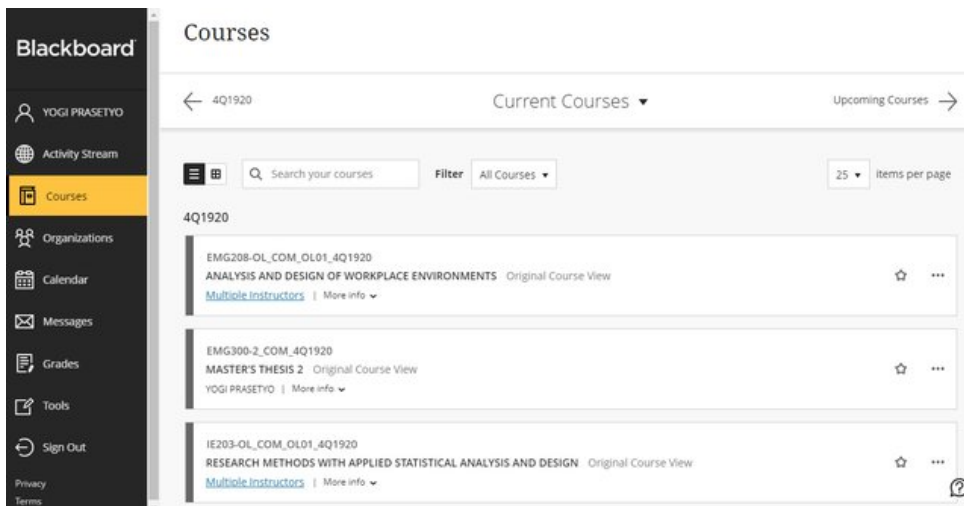 Blackboard
YOGI PRASETYO
Activity Stream
Courses
Organizations
Calendar
Messages
Grades
Tools
Sign Out
Privacy
Terms
Courses
4Q1920
Current Courses
Upcoming Courses
Search your courses
Filter
All Courses
25 items per page
4Q1920
EMG208-OL_COM_OL01_4Q1920
ANALYSIS AND DESIGN OF WORKPLACE ENVIRONMENTS Original Course View
Multiple Instructors | More info
EMG300-2_COM_4Q1920
MASTER'S THESIS 2 Original Course View
YOGI PRASETYO | More info
IE203-OL_COM_OL01_4Q1920
RESEARCH METHODS WITH APPLIED STATISTICAL ANALYSIS AND DESIGN Original Course View
Multiple Instructors | More info